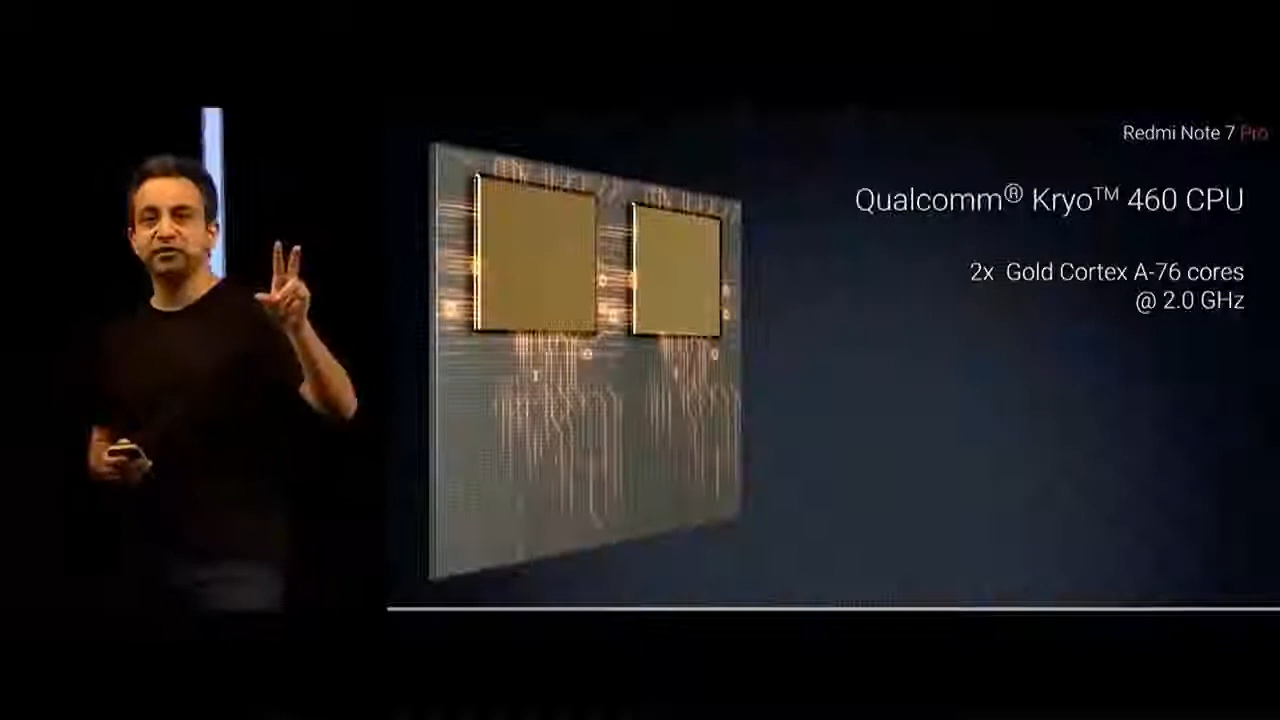 Redmi Note 7 Pro
Qualcomm® Kryo™ 460 CPU
2x Gold Cortex A-76 cores
@ 2.0 GHz